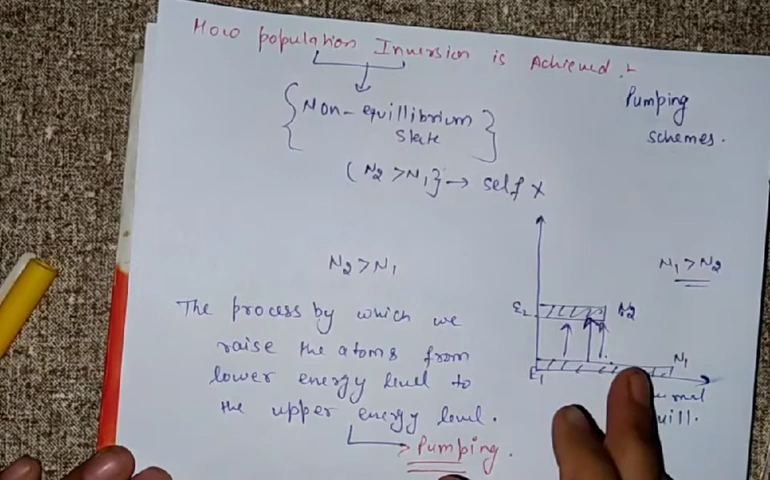 How population Inversion is Achieved :-
Pumping
schemes.
{Non-equillibrium
State}
(N2 > N1} → self x
N2 > N1
N1 > N2
The process by which we
raise the atoms from
lower energy level to
the upper energy level.
→ Pumping.
E2
N2
N1
E1